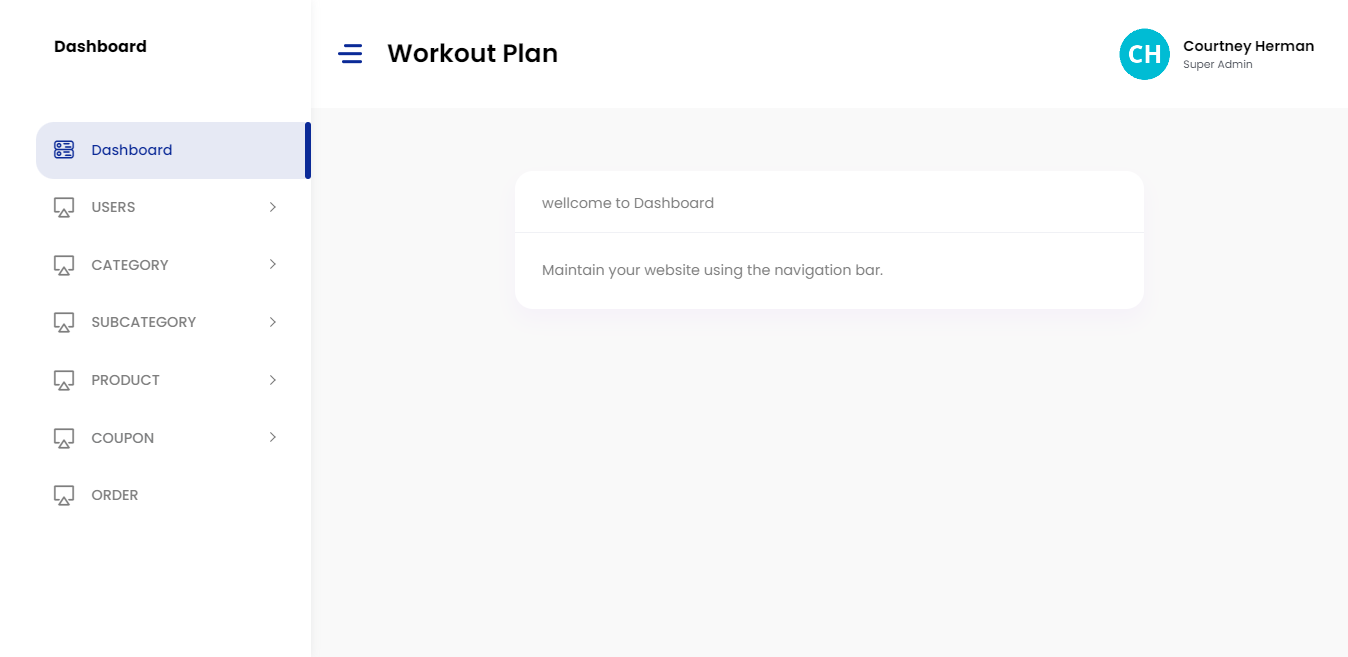 Dashboard
Workout Plan
CH
Courtney Herman
Super Admin
Dashboard
USERS
CATEGORY
SUBCATEGORY
PRODUCT
COUPON
ORDER
wellcome to Dashboard
Maintain your website using the navigation bar.